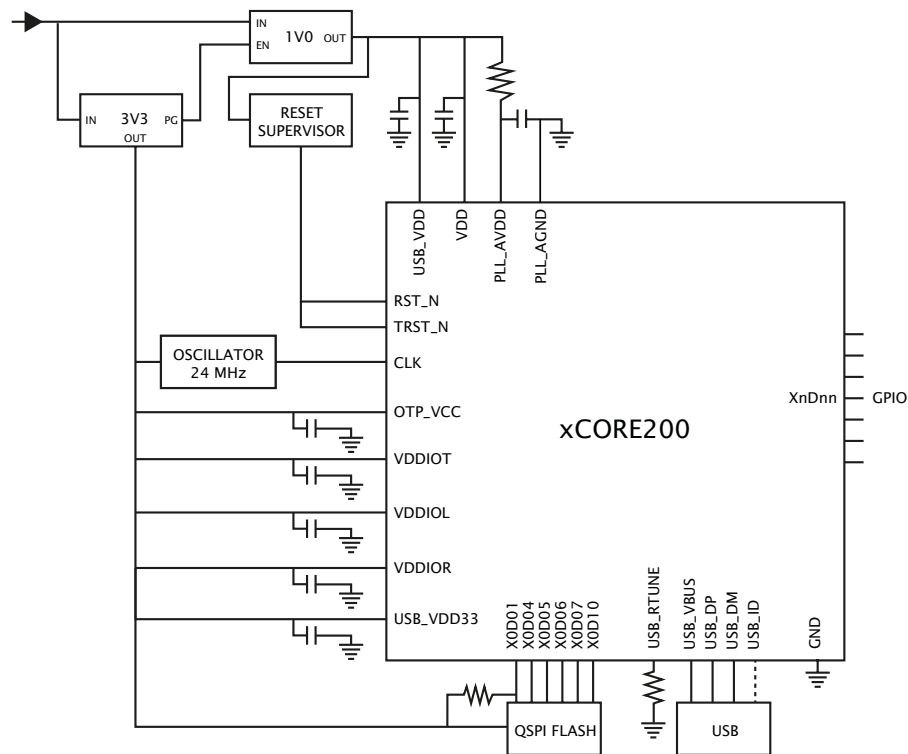 IN
EN
1V0
OUT
IN
3V3
PG
OUT
RESET
SUPERVISOR
USB_VDD
VDD
PLL_AVDD
PLL_AGND
RST_N
TRST_N
OSCILLATOR
24 MHz
CLK
OTP_VCC
VDDIOT
VDDIOL
VDDIOR
USB_VDD33
xCORE200
XnDnn
GPIO
X0D01
X0D04
X0D05
X0D06
X0D07
X0D10
USB_RTUNE
USB_VBUS
USB_DP
USB_DM
USB_ID
GND
QSPI FLASH
USB